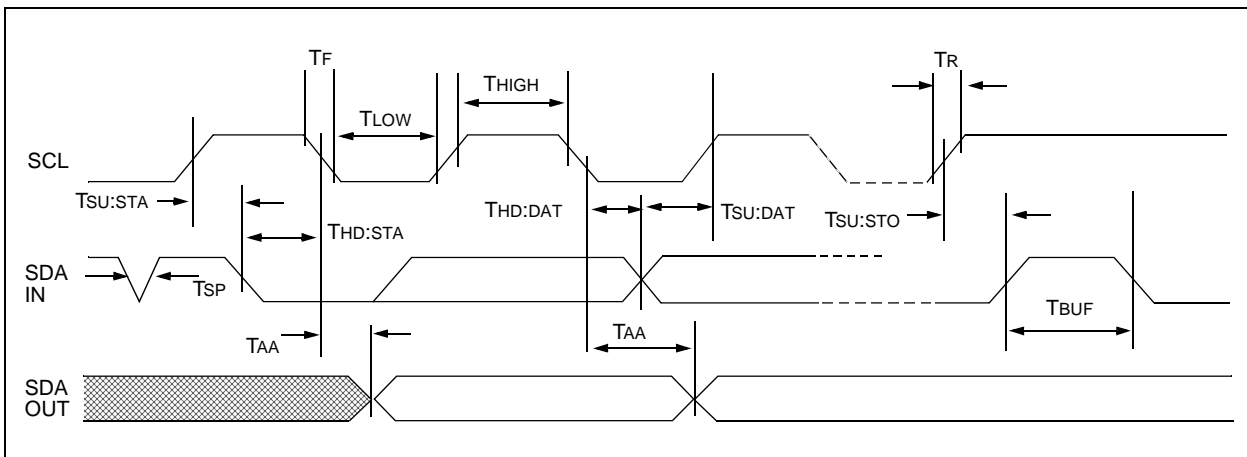 TF
TR
THIGH
TLOW
SCL
TSU:STA
THD:DAT
TSU:DAT
TSU:STO
THD:STA
SDA
IN
TSP
TBUF
TAA
TAA
SDA
OUT